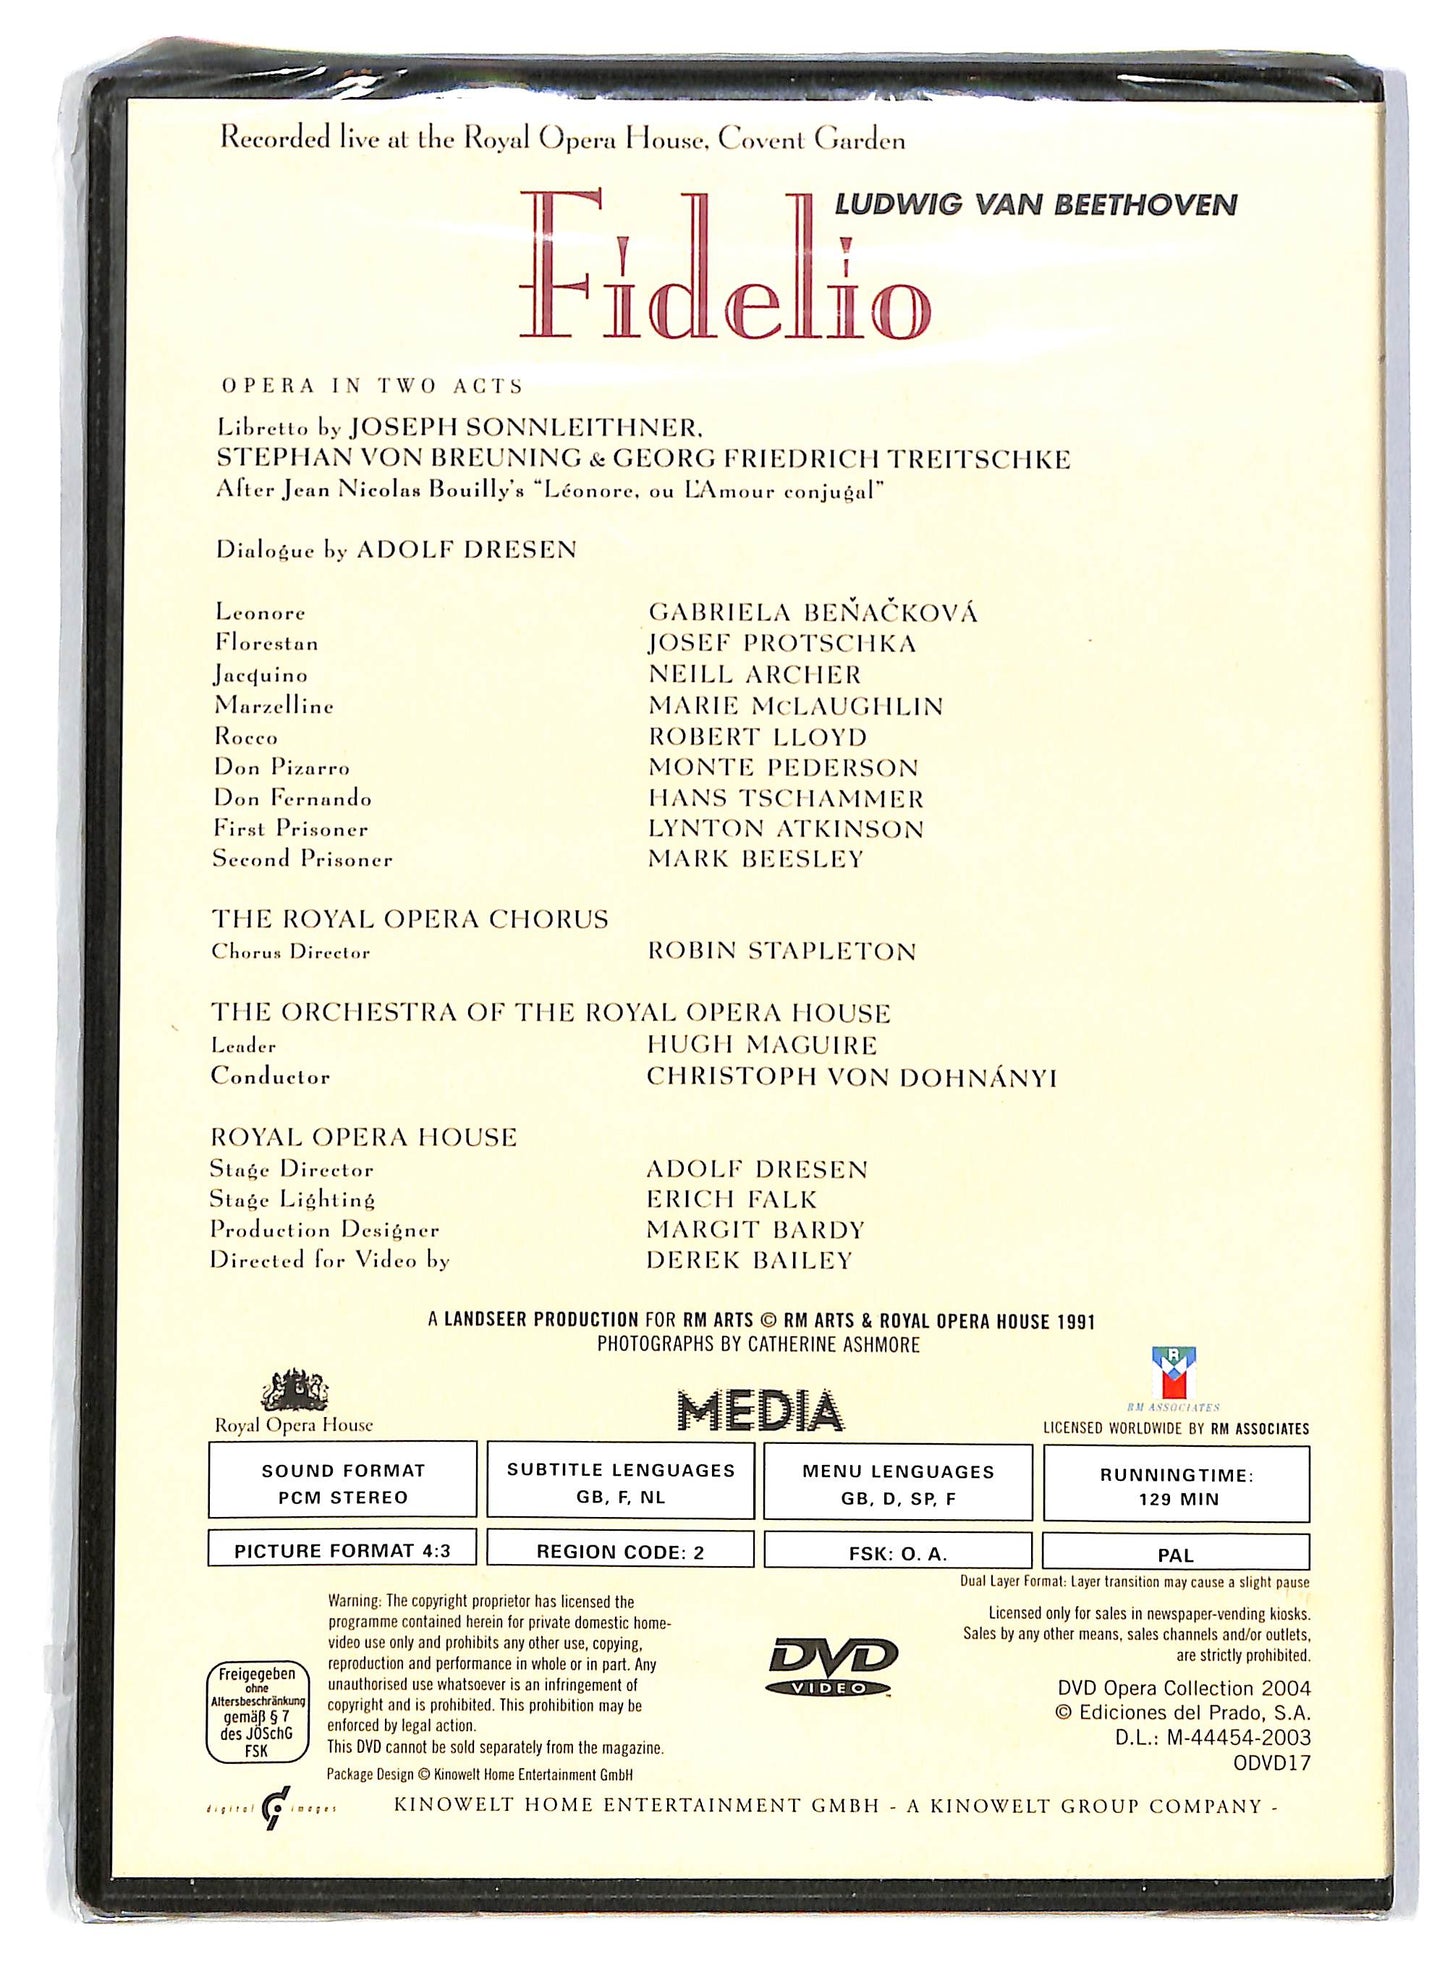 Recorded live at the Royal Opera House, Covent Garden
LUDWIG VAN BEETHOVEN
Fidelio
OPERA IN TWO ACTS
Libretto by JOSEPH SONNLEITHNER,
STEPHAN VON BREUNING & GEORG FRIEDRICH TREITSCHKE
After Jean Nicolas Bouilly's "Léonore, ou L'Amour conjugal"
Dialogue by ADOLF DRESEN
Leonore GABRIELA BEŇAČKOVÁ
Florestan JOSEF PROTSCHKA
Jacquino NEILL ARCHER
Marzelline MARIE McLAUGHLIN
Rocco ROBERT LLOYD
Don Pizarro MONTE PEDERSON
Don Fernando HANS TSCHAMMER
First Prisoner LYNTON ATKINSON
Second Prisoner MARK BEESLEY
THE ROYAL OPERA CHORUS
Chorus Director ROBIN STAPLETON
THE ORCHESTRA OF THE ROYAL OPERA HOUSE
Leader HUGH MAGUIRE
Conductor CHRISTOPH VON DOHNÁNYI
ROYAL OPERA HOUSE
Stage Director ADOLF DRESEN
Stage Lighting ERICH FALK
Production Designer MARGIT BARDY
Directed for Video by DEREK BAILEY
A LANDSEER PRODUCTION FOR RM ARTS © RM ARTS & ROYAL OPERA HOUSE 1991
PHOTOGRAPHS BY CATHERINE ASHMORE
Royal Opera House
MEDIA
R M
RM ASSOCIATES
LICENSED WORLDWIDE BY RM ASSOCIATES
SOUND FORMAT
PCM STEREO
SUBTITLE LENGUAGES
GB, F, NL
MENU LENGUAGES
GB, D, SP, F
RUNNINGTIME:
129 MIN
PICTURE FORMAT 4:3
REGION CODE: 2
FSK: O. A.
PAL
Dual Layer Format: Layer transition may cause a slight pause
Warning: The copyright proprietor has licensed the
programme contained herein for private domestic home-
video use only and prohibits any other use, copying,
reproduction and performance in whole or in part. Any
unauthorised use whatsoever is an infringement of
copyright and is prohibited. This prohibition may be
enforced by legal action.
This DVD cannot be sold separately from the magazine.
Package Design © Kinowelt Home Entertainment GmbH
Freigegeben
ohne
Altersbeschränkung
gemäß § 7
des JÖSchG
FSK
DVD
VIDEO
Licensed only for sales in newspaper-vending kiosks.
Sales by any other means, sales channels and/or outlets,
are strictly prohibited.
DVD Opera Collection 2004
© Ediciones del Prado, S.A.
D.L.: M-44454-2003
ODVD17
digital images
KINOWELT HOME ENTERTAINMENT GMBH - A KINOWELT GROUP COMPANY -